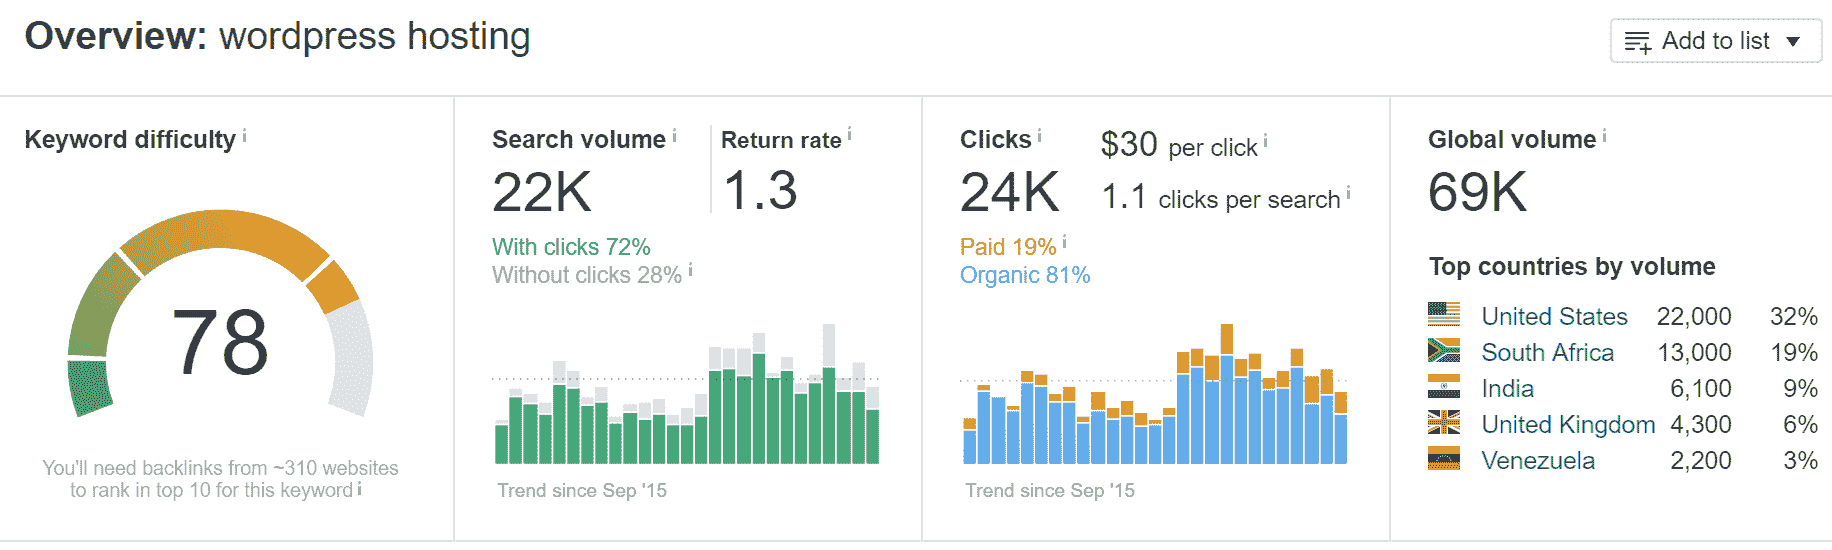 Overview: wordpress hosting
Add to list
Keyword difficulty i
78
You'll need backlinks from ~310 websites
to rank in top 10 for this keyword i
Search volume i
22K
Return rate i
1.3
With clicks 72%
Without clicks 28% i
Trend since Sep '15
Clicks i
24K
$30 per click i
1.1 clicks per search i
Paid 19% i
Organic 81%
Trend since Sep '15
Global volume i
69K
Top countries by volume
United States 22,000 32%
South Africa 13,000 19%
India 6,100 9%
United Kingdom 4,300 6%
Venezuela 2,200 3%